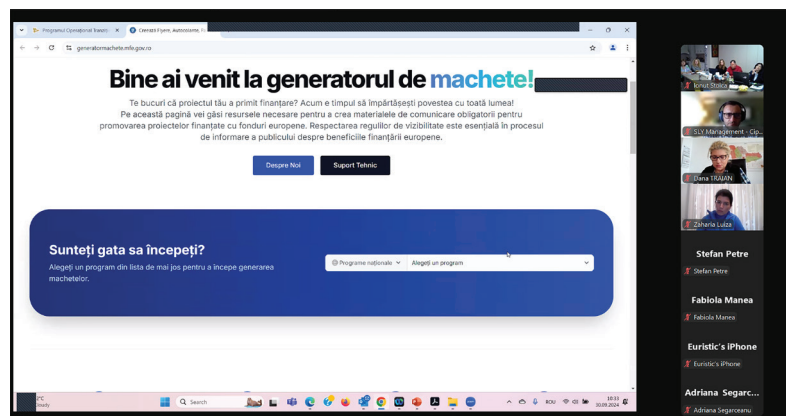 Programul Operațional Inovați
Creează Flyere, Autocolante, Pa
generatormachete.mfe.gov.ro
Bine ai venit la generatorul de machete!
Te bucuri că proiectul tău a primit finanțare? Acum e timpul să împărtășești povestea cu toată lumea!
Pe această pagină vei găsi resursele necesare pentru a crea materialele de comunicare obligatorii pentru
promovarea proiectelor finanțate cu fonduri europene. Respectarea regulilor de vizibilitate este esențială în procesul
de informare a publicului despre beneficiile finanțării europene.
Despre Noi
Suport Tehnic
Sunteți gata sa începeți?
Alegeți un program din lista de mai jos pentru a începe generarea
machetelor.
Programe naționale
Alegeți un program
Search
ROU
10:33
10.09.2024
Ionut Stoica
SLY Management - Cip...
Dana TRAIAN
Zaharia Luiza
Stefan Petre
Stefan Petre
Fabiola Manea
Fabiola Manea
Euristic's iPhone
Euristic's iPhone
Adriana Segarc...
Adriana Segarceanu